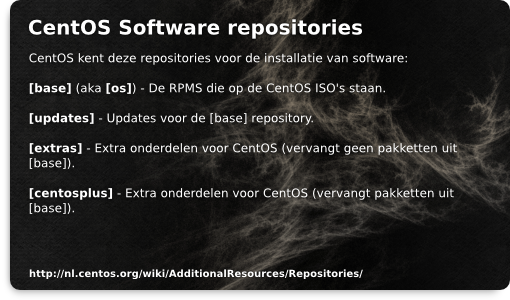 CentOS Software repositories
CentOS kent deze repositories voor de installatie van software:
[base] (aka [os]) - De RPMS die op de CentOS ISO's staan.
[updates] - Updates voor de [base] repository.
[extras] - Extra onderdelen voor CentOS (vervangt geen pakketten uit
[base]).
[centosplus] - Extra onderdelen voor CentOS (vervangt pakketten uit
[base]).
http://nl.centos.org/wiki/AdditionalResources/Repositories/